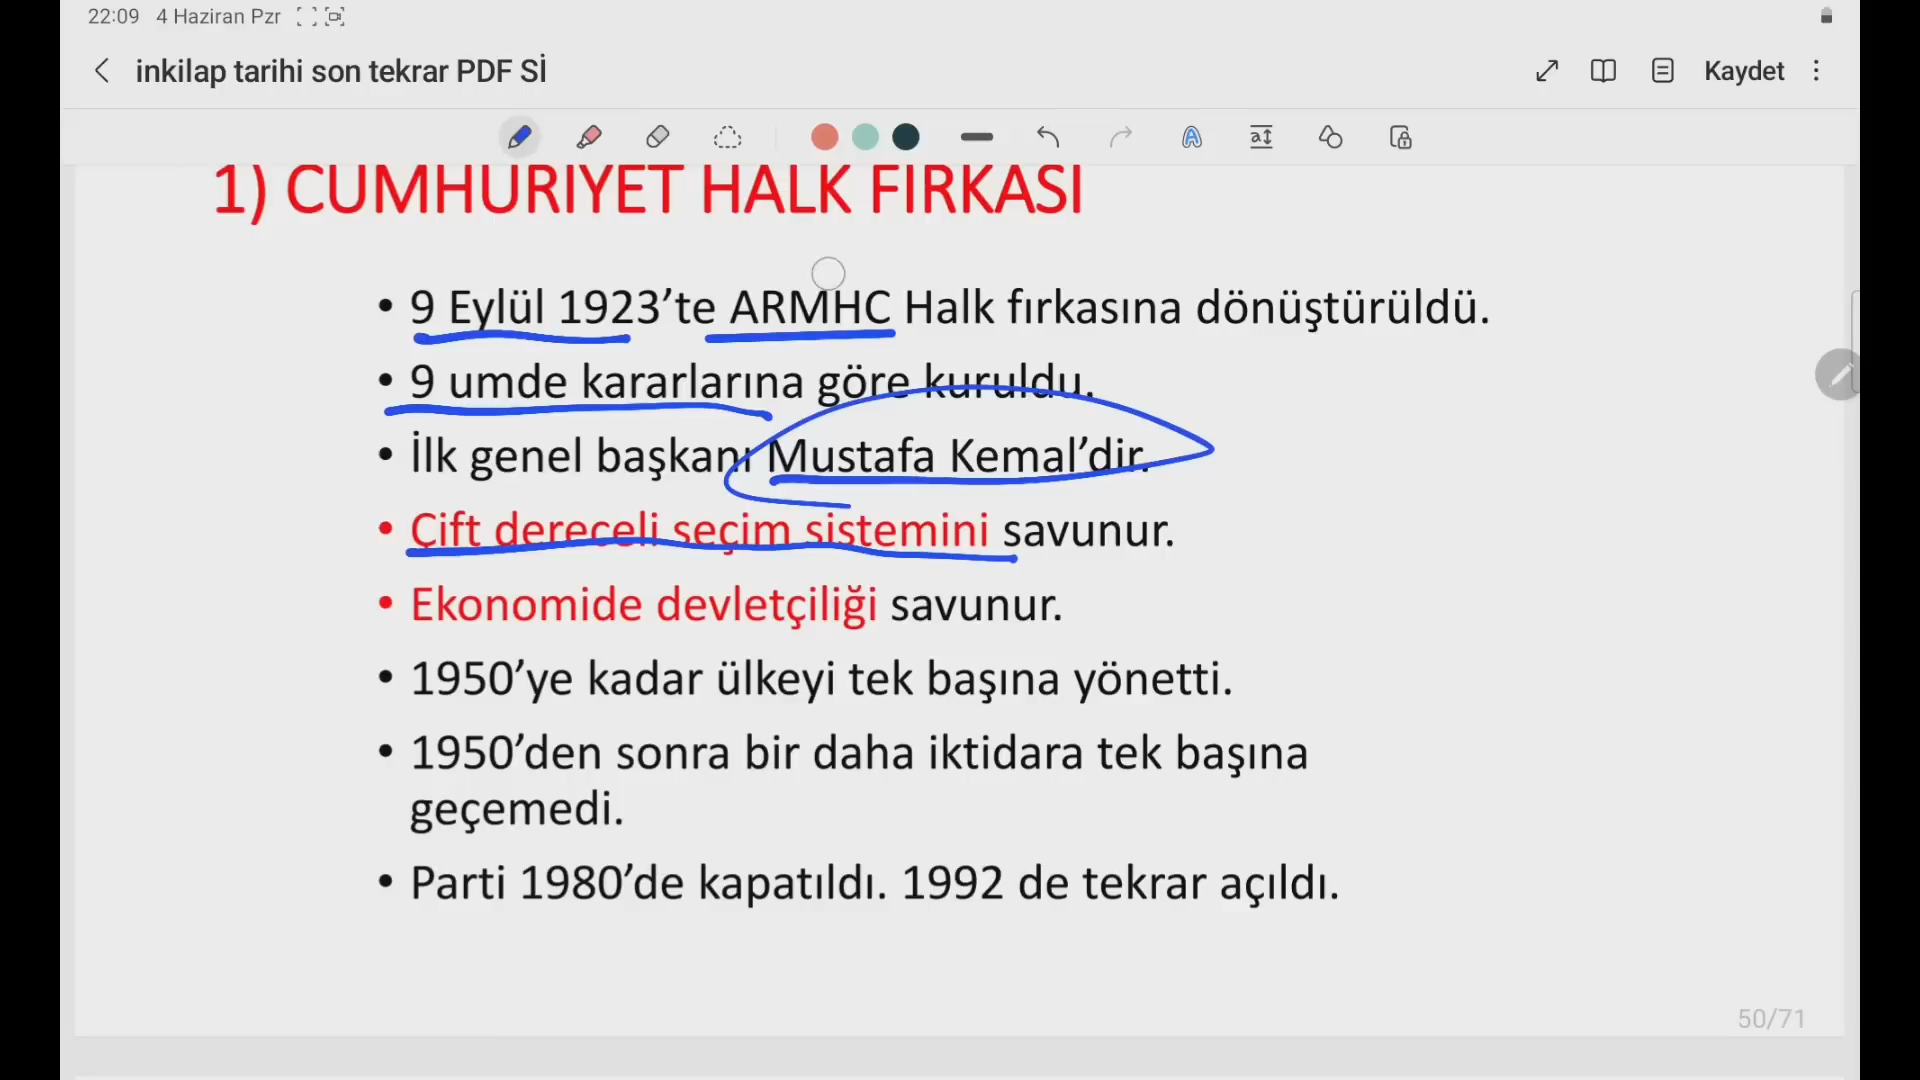 22:09 4 Haziran Pzr
inkilap tarihi son tekrar PDF Sİ
Kaydet
1) CUMHURİYET HALK FIRKASI
• 9 Eylül 1923’te ARMHC Halk fırkasına dönüştürüldü.
• 9 umde kararlarına göre kuruldu.
• İlk genel başkanı Mustafa Kemal’dir.
• Çift dereceli seçim sistemini savunur.
• Ekonomide devletçiliği savunur.
• 1950’ye kadar ülkeyi tek başına yönetti.
• 1950’den sonra bir daha iktidara tek başına
geçemedi.
• Parti 1980’de kapatıldı. 1992 de tekrar açıldı.
50/71